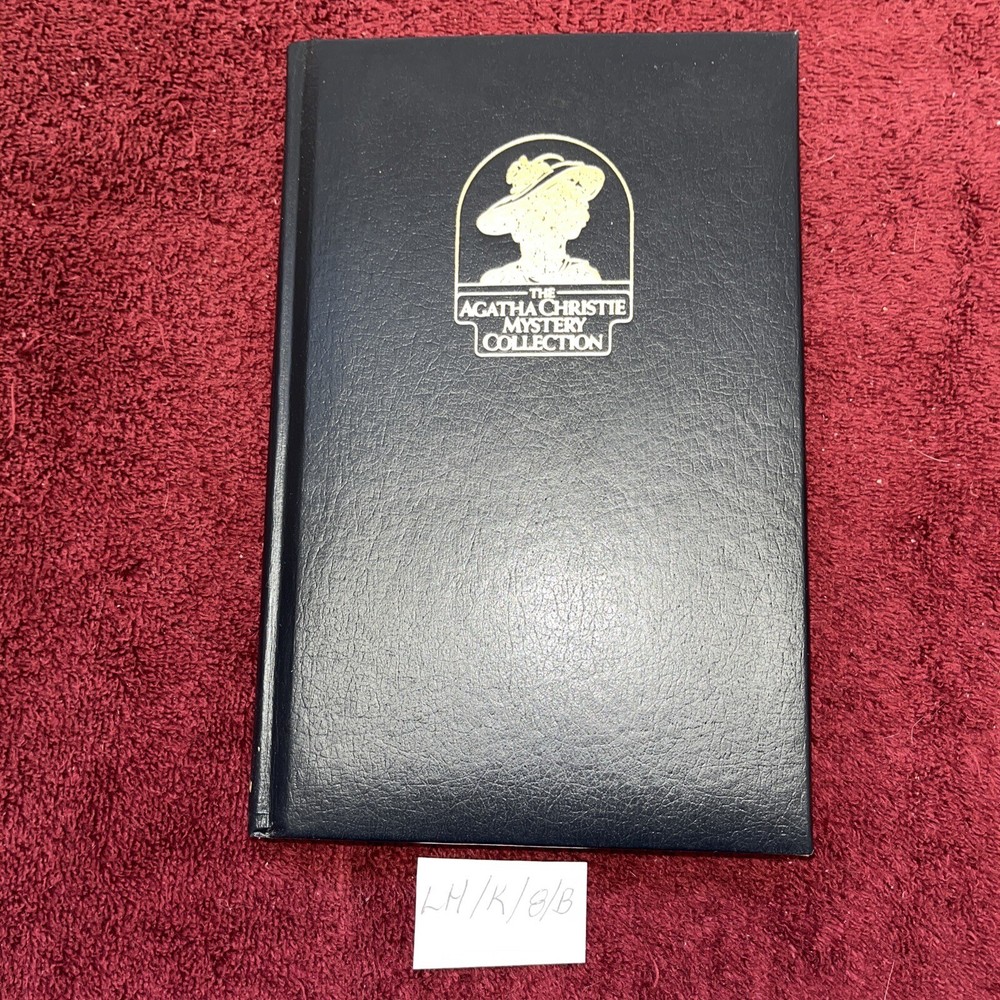 THE
AGATHA CHRISTIE
MYSTERY
COLLECTION
LH/K/8/B